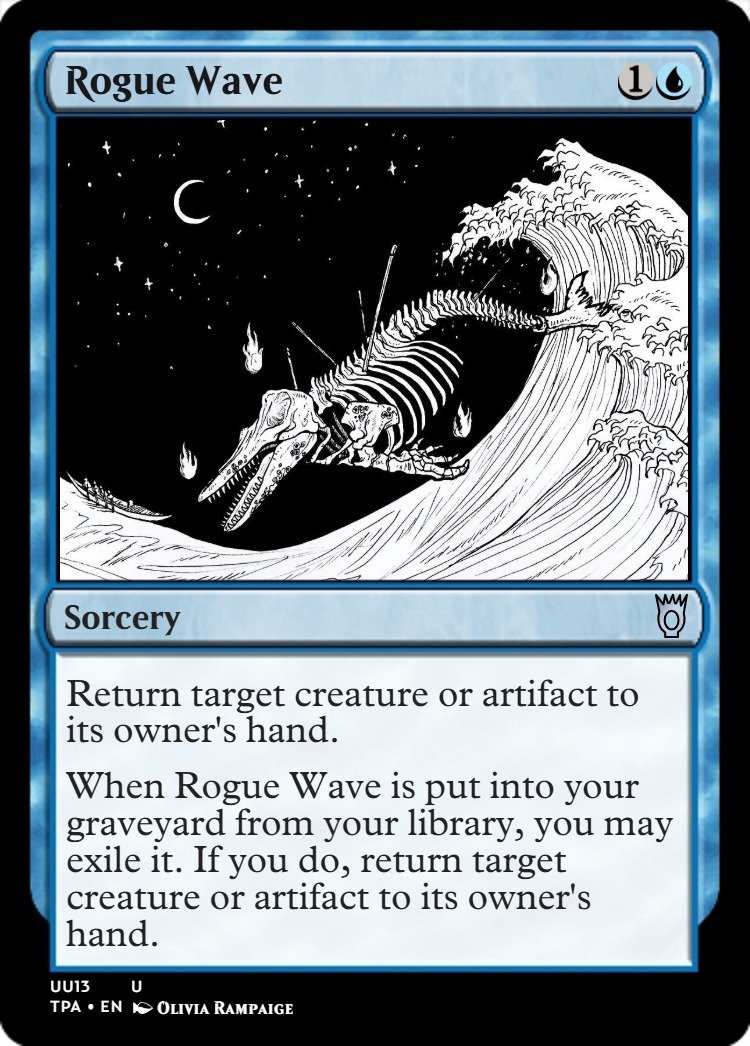 Rogue Wave 1
Sorcery
Return target creature or artifact to
its owner's hand.
When Rogue Wave is put into your
graveyard from your library, you may
exile it. If you do, return target
creature or artifact to its owner's
hand.
UU13 U
TPA • EN Olivia Rampaige